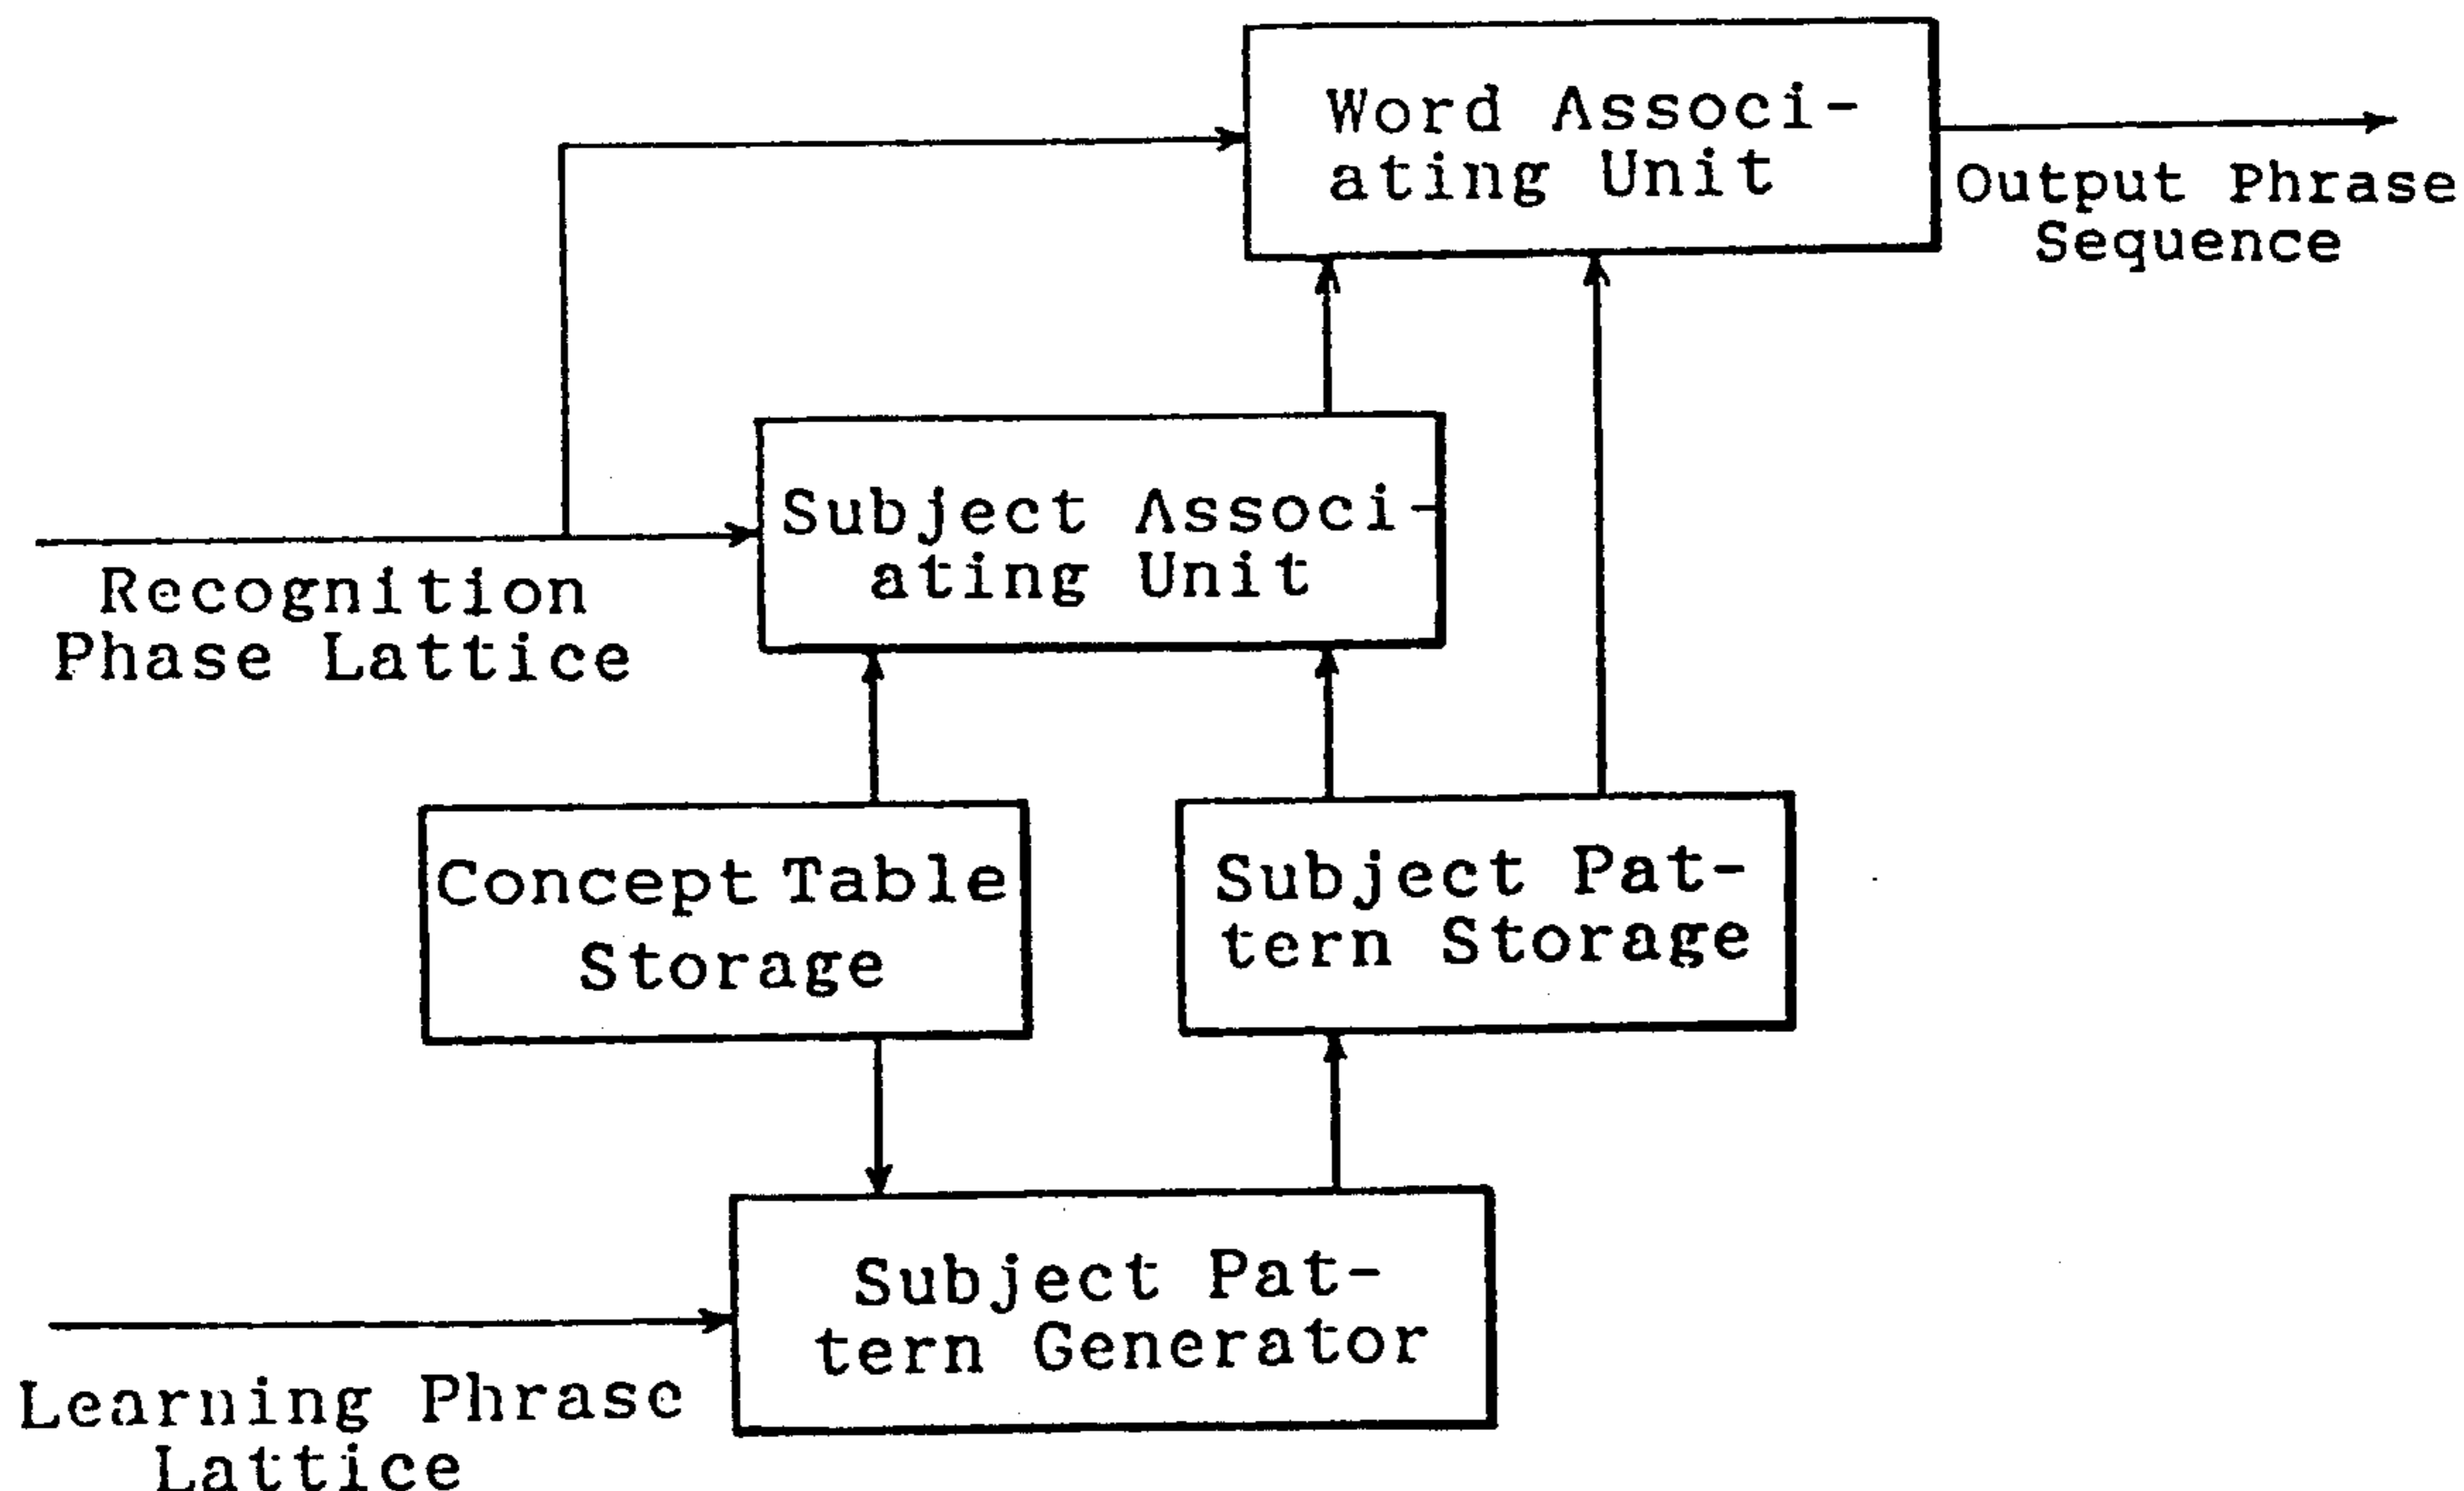 Word Associ-
ating Unit
Output Phrase
Sequence
Subject Associ-
ating Unit
Recognition
Phase Lattice
Concept Table
Storage
Subject Pat-
tern Storage
Subject Pat-
tern Generator
Learning Phrase
Lattice